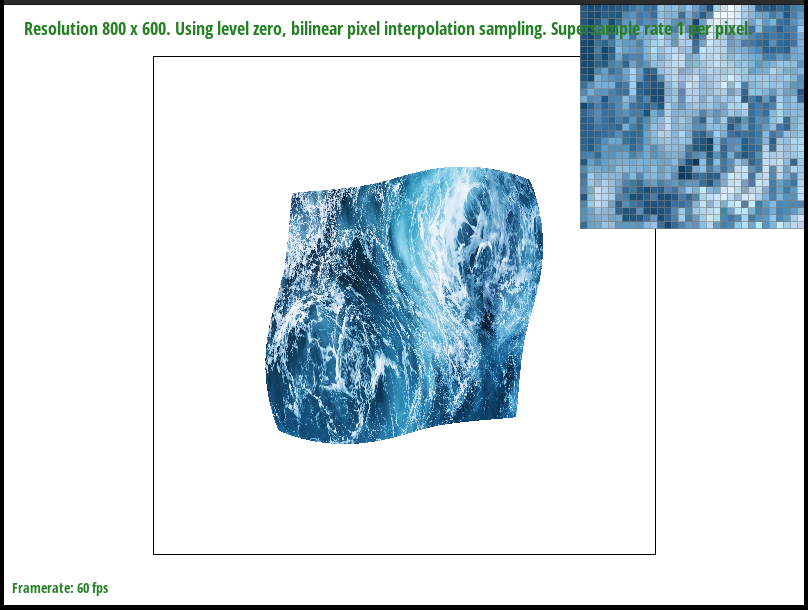 Resolution 800 x 600. Using level zero, bilinear pixel interpolation sampling. Supersample rate 1 per pixel.
Framerate: 60 fps